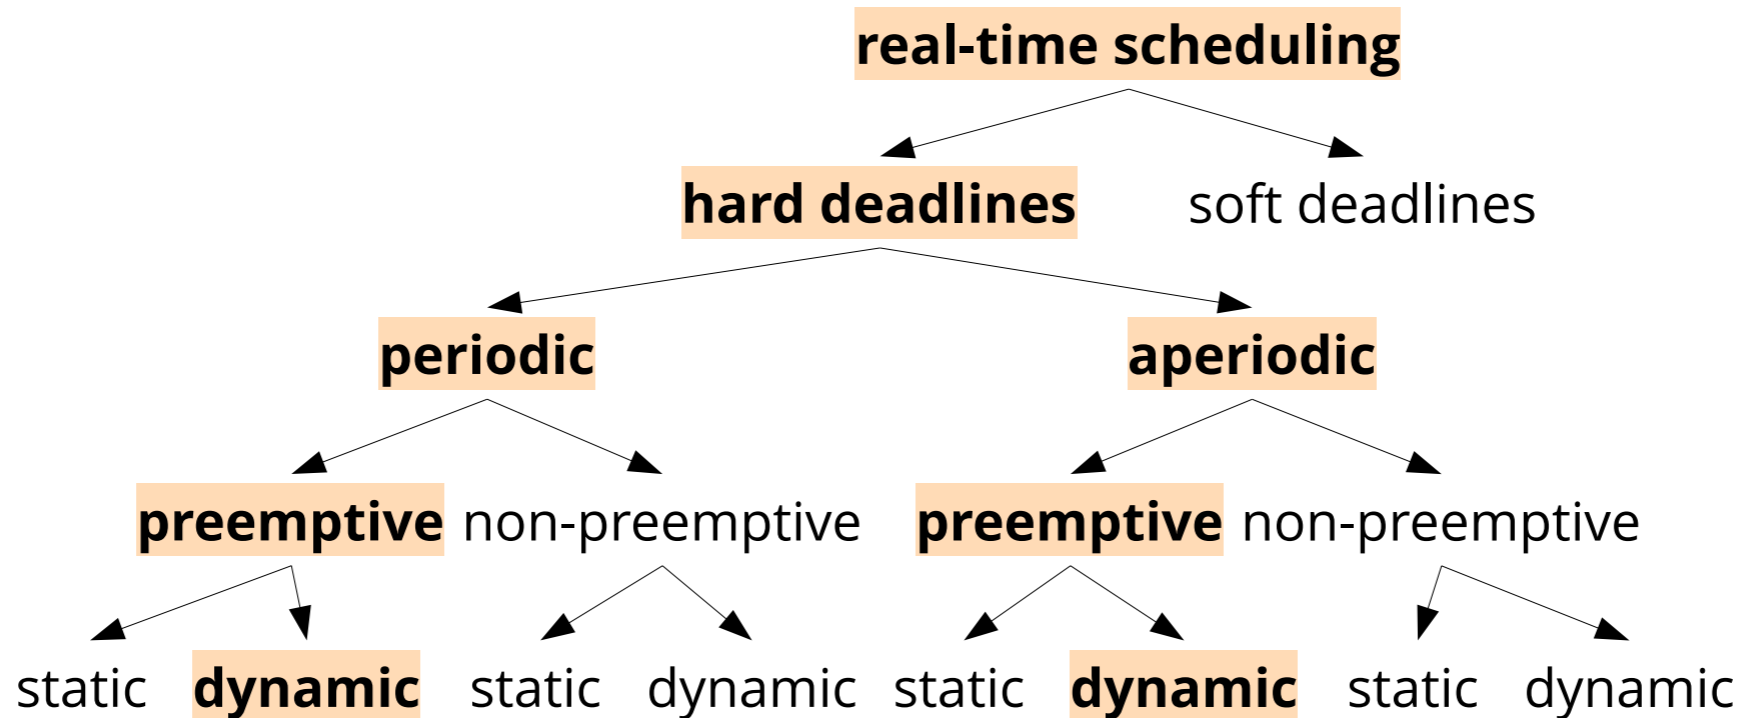 real-time scheduling
hard deadlines soft deadlines
periodic aperiodic
preemptive non-preemptive preemptive non-preemptive
static dynamic static dynamic static dynamic static dynamic